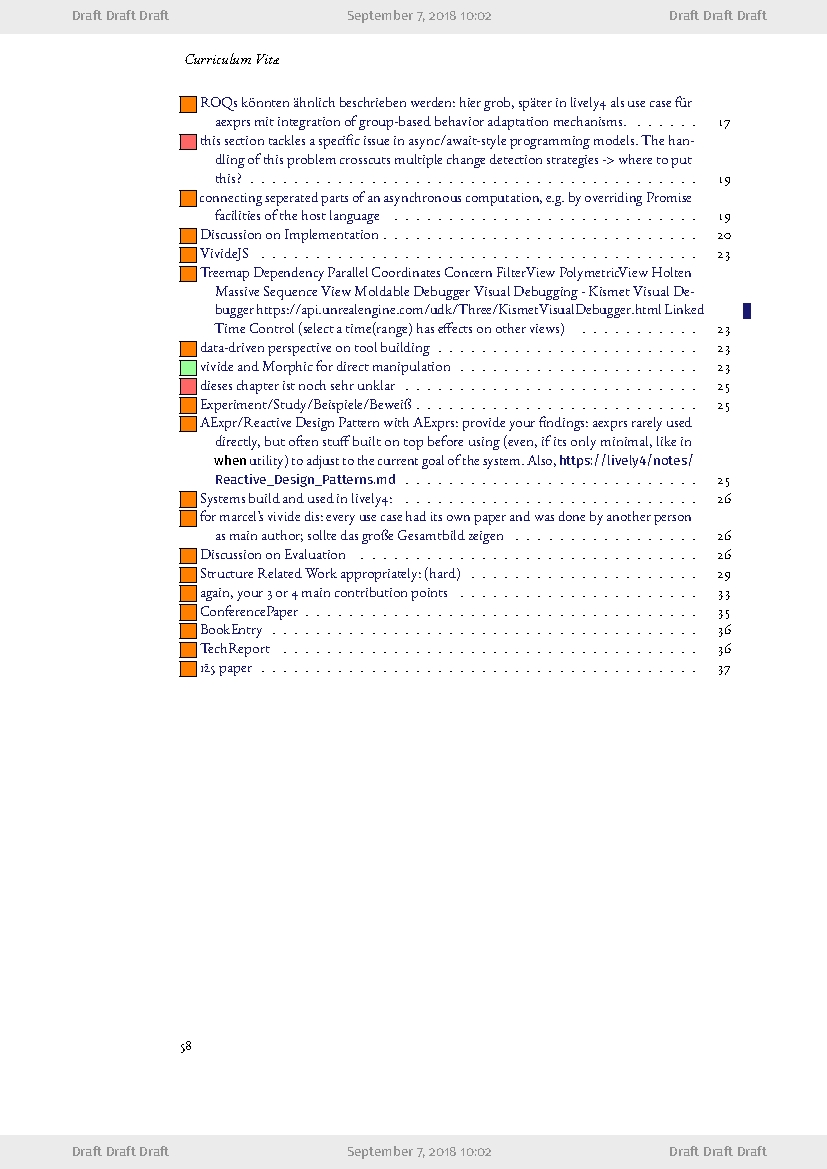 Draft Draft Draft September 7, 2018 10:02 Draft Draft Draft
Curriculum Vitæ
ROQs könnten ähnlich beschrieben werden: hier grob, später in lively4 als use case für
aexprs mit integration of group-based behavior adaptation mechanisms. . . . . . . 17
this section tackles a specific issue in async/await-style programming models. The han-
dling of this problem crosscuts multiple change detection strategies -> where to put
this? . . . . . . . . . . . . . . . . . . . . . . . . . . . . . . . . . . . . . . . . . 19
connecting seperated parts of an asynchronous computation, e.g. by overriding Promise
facilities of the host language . . . . . . . . . . . . . . . . . . . . . . . . . . . . 19
Discussion on Implementation . . . . . . . . . . . . . . . . . . . . . . . . . . . . . 20
VivideJS . . . . . . . . . . . . . . . . . . . . . . . . . . . . . . . . . . . . . . . . 23
Treemap Dependency Parallel Coordinates Concern FilterView PolymetricView Holten
Massive Sequence View Moldable Debugger Visual Debugging - Kismet Visual De-
bugger https://api.unrealengine.com/udk/Three/KismetVisualDebugger.html Linked
Time Control (select a time(range) has effects on other views) . . . . . . . . . . . 23
data-driven perspective on tool building . . . . . . . . . . . . . . . . . . . . . . . . 23
vivide and Morphic for direct manipulation . . . . . . . . . . . . . . . . . . . . . . 23
dieses chapter ist noch sehr unklar . . . . . . . . . . . . . . . . . . . . . . . . . . . 25
Experiment/Study/Beispiele/Beweiß . . . . . . . . . . . . . . . . . . . . . . . . . . 25
AExpr/Reactive Design Pattern with AExprs: provide your findings: aexprs rarely used
directly, but often stuff built on top before using (even, if its only minimal, like in
when utility) to adjust to the current goal of the system. Also, https://lively4/notes/
Reactive_Design_Patterns.md . . . . . . . . . . . . . . . . . . . . . . . . . . . 25
Systems build and used in lively4: . . . . . . . . . . . . . . . . . . . . . . . . . . . 26
for marcel's vivide dis: every use case had its own paper and was done by another person
as main author; sollte das große Gesamtbild zeigen . . . . . . . . . . . . . . . . . 26
Discussion on Evaluation . . . . . . . . . . . . . . . . . . . . . . . . . . . . . . . 26
Structure Related Work appropriately: (hard) . . . . . . . . . . . . . . . . . . . . . 29
again, your 3 or 4 main contribution points . . . . . . . . . . . . . . . . . . . . . . 33
ConferencePaper . . . . . . . . . . . . . . . . . . . . . . . . . . . . . . . . . . . . 35
BookEntry . . . . . . . . . . . . . . . . . . . . . . . . . . . . . . . . . . . . . . . 36
TechReport . . . . . . . . . . . . . . . . . . . . . . . . . . . . . . . . . . . . . . 36
125 paper . . . . . . . . . . . . . . . . . . . . . . . . . . . . . . . . . . . . . . . . 37
58
Draft Draft Draft September 7, 2018 10:02 Draft Draft Draft